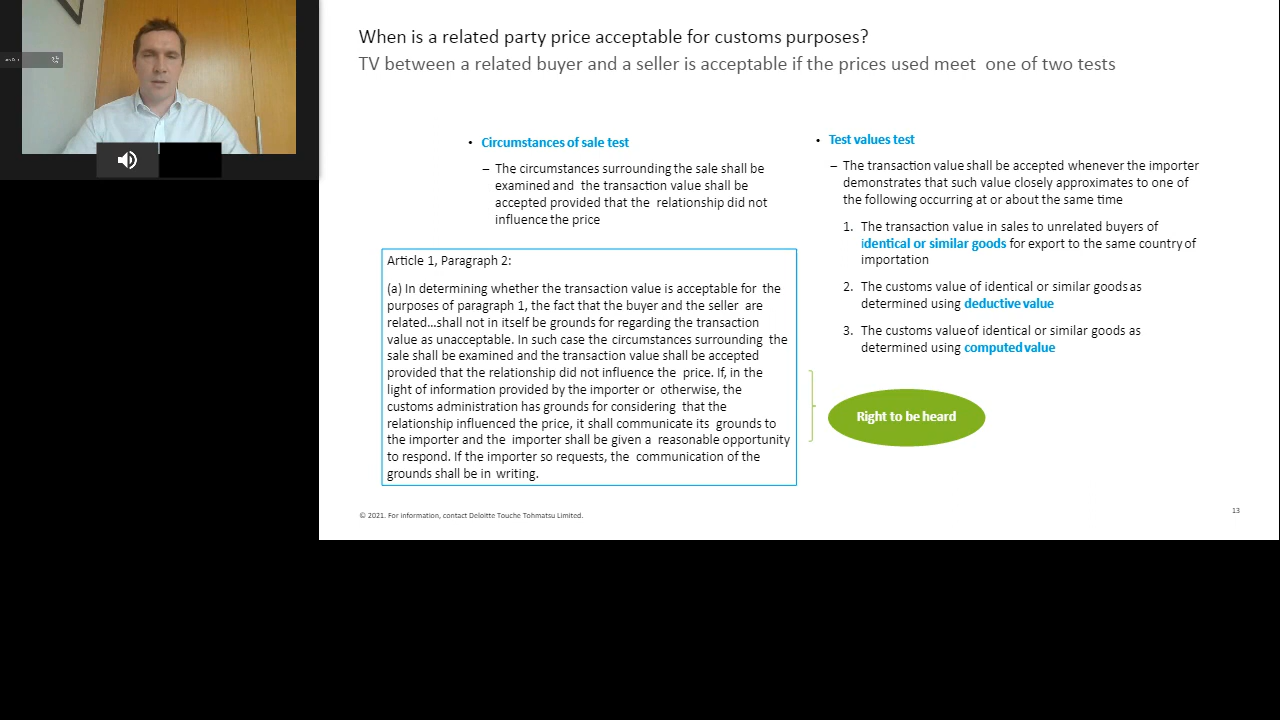 When is a related party price acceptable for customs purposes?
TV between a related buyer and a seller is acceptable if the prices used meet one of two tests
• Circumstances of sale test
– The circumstances surrounding the sale shall be
examined and the transaction value shall be
accepted provided that the relationship did not
influence the price
Article 1, Paragraph 2:
(a) In determining whether the transaction value is acceptable for the
purposes of paragraph 1, the fact that the buyer and the seller are
related...shall not in itself be grounds for regarding the transaction
value as unacceptable. In such case the circumstances surrounding the
sale shall be examined and the transaction value shall be accepted
provided that the relationship did not influence the price. If, in the
light of information provided by the importer or otherwise, the
customs administration has grounds for considering that the
relationship influenced the price, it shall communicate its grounds to
the importer and the importer shall be given a reasonable opportunity
to respond. If the importer so requests, the communication of the
grounds shall be in writing.
• Test values test
– The transaction value shall be accepted whenever the importer
demonstrates that such value closely approximates to one of
the following occurring at or about the same time
1. The transaction value in sales to unrelated buyers of
identical or similar goods for export to the same country of
importation
2. The customs value of identical or similar goods as
determined using deductive value
3. The customs value of identical or similar goods as
determined using computed value
Right to be heard
© 2021. For information, contact Deloitte Touche Tohmatsu Limited.
13